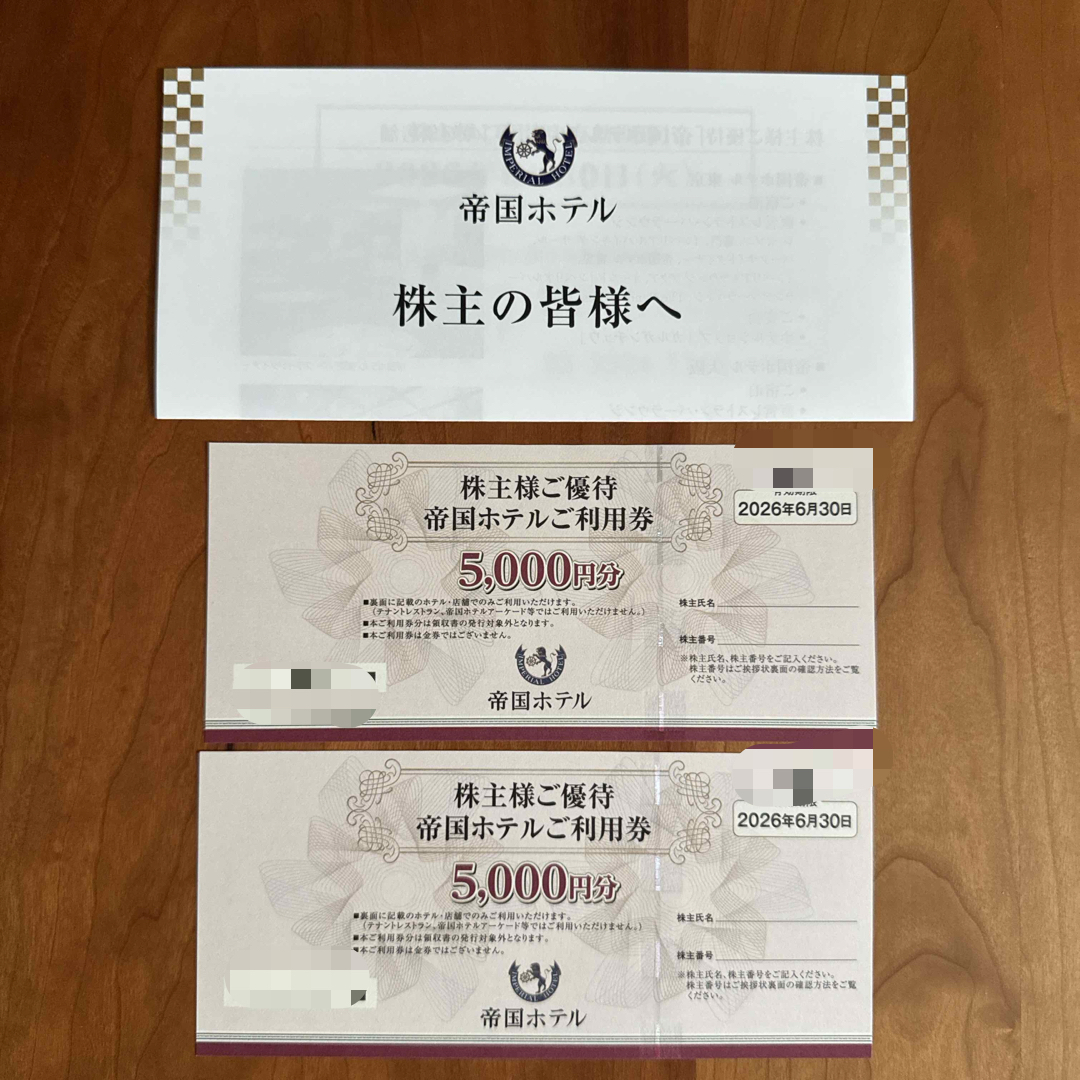 IMPERIAL HOTEL
帝国ホテル
株主の皆様へ
株主様ご優待
帝国ホテルご利用券
5,000円分
■裏面に記載のホテル・店舗でのみご利用いただけます。
(テナントレストラン、帝国ホテルアーケード等ではご利用いただけません。)
■本ご利用券分は領収書の発行対象外となります。
■本ご利用券は金券ではございません。
IMPERIAL HOTEL
帝国ホテル
有効期限
2026年6月30日
株主氏名
株主番号
※株主氏名、株主番号をご記入ください。
株主番号はご挨拶状裏面の確認方法をご覧
ください。
株主様ご優待
帝国ホテルご利用券
5,000円分
■裏面に記載のホテル・店舗でのみご利用いただけます。
(テナントレストラン、帝国ホテルアーケード等ではご利用いただけません。)
■本ご利用券分は領収書の発行対象外となります。
■本ご利用券は金券ではございません。
IMPERIAL HOTEL
帝国ホテル
限
2026年6月30日
株主氏名
株主番号
※株主氏名、株主番号をご記入ください。
株主番号はご挨拶状裏面の確認方法をご覧
ください。